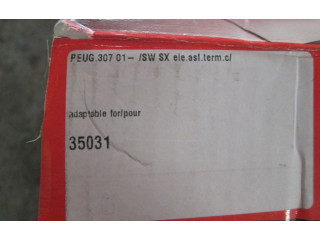 PEUG.307 01- /SW SX ele.asf.term.c/
adaptable for/pour
35031